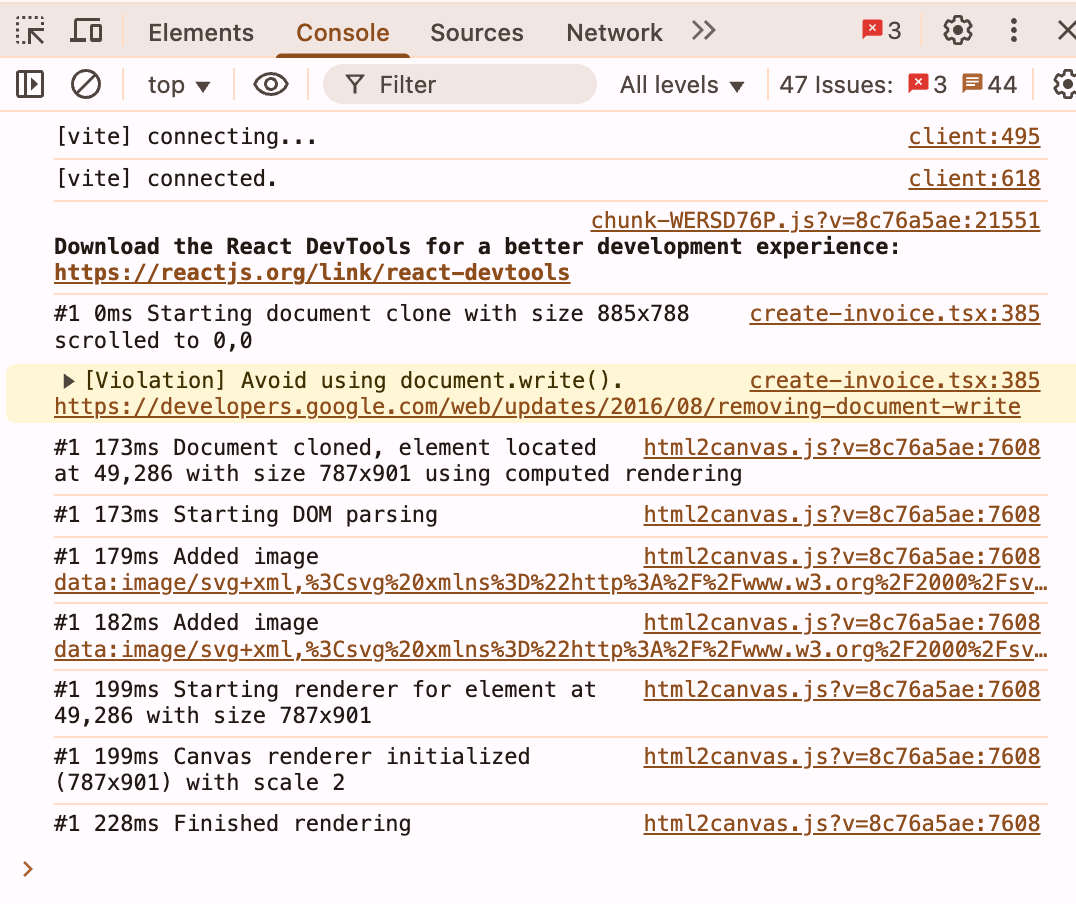 Elements Console Sources Network 3
top Filter All levels 47 Issues: 3 44
[vite] connecting... client:495
[vite] connected. client:618
chunk-WERSD76P.js?v=8c76a5ae:21551
Download the React DevTools for a better development experience:
https://reactjs.org/link/react-devtools
#1 0ms Starting document clone with size 885x788 create-invoice.tsx:385
scrolled to 0,0
[Violation] Avoid using document.write(). create-invoice.tsx:385
https://developers.google.com/web/updates/2016/08/removing-document-write
#1 173ms Document cloned, element located html2canvas.js?v=8c76a5ae:7608
at 49,286 with size 787x901 using computed rendering
#1 173ms Starting DOM parsing html2canvas.js?v=8c76a5ae:7608
#1 179ms Added image html2canvas.js?v=8c76a5ae:7608
data:image/svg+xml,%3Csvg%20xmlns%3D%22http%3A%2F%2Fwww.w3.org%2F2000%2Fsv…
#1 182ms Added image html2canvas.js?v=8c76a5ae:7608
data:image/svg+xml,%3Csvg%20xmlns%3D%22http%3A%2F%2Fwww.w3.org%2F2000%2Fsv…
#1 199ms Starting renderer for element at html2canvas.js?v=8c76a5ae:7608
49,286 with size 787x901
#1 199ms Canvas renderer initialized html2canvas.js?v=8c76a5ae:7608
(787x901) with scale 2
#1 228ms Finished rendering html2canvas.js?v=8c76a5ae:7608